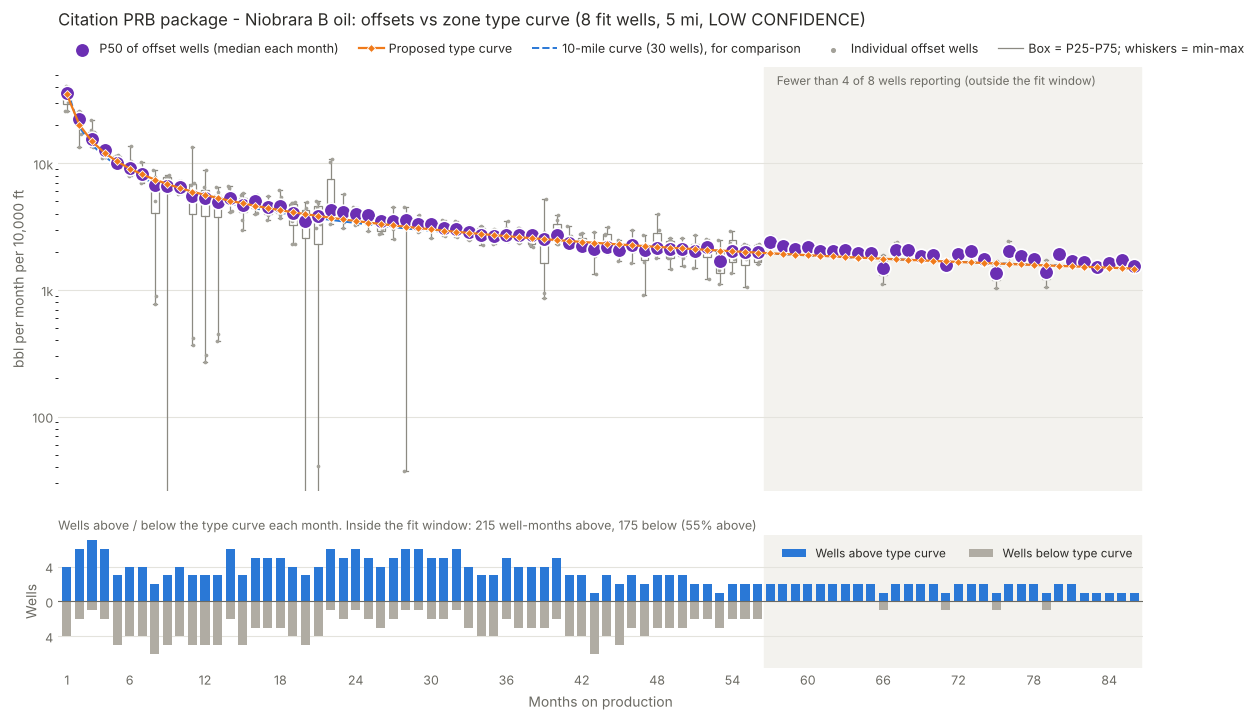 Citation PRB package - Niobrara B oil: offsets vs zone type curve (8 fit wells, 5 mi, LOW CONFIDENCE)
P50 of offset wells (median each month) Proposed type curve 10-mile curve (30 wells), for comparison Individual offset wells Box = P25-P75; whiskers = min-max
Fewer than 4 of 8 wells reporting (outside the fit window)
10k
1k
100
bbl per month per 10,000 ft
Wells above / below the type curve each month. Inside the fit window: 215 well-months above, 175 below (55% above)
Wells above type curve Wells below type curve
4
0
4
Wells
1 6 12 18 24 30 36 42 48 54 60 66 72 78 84
Months on production